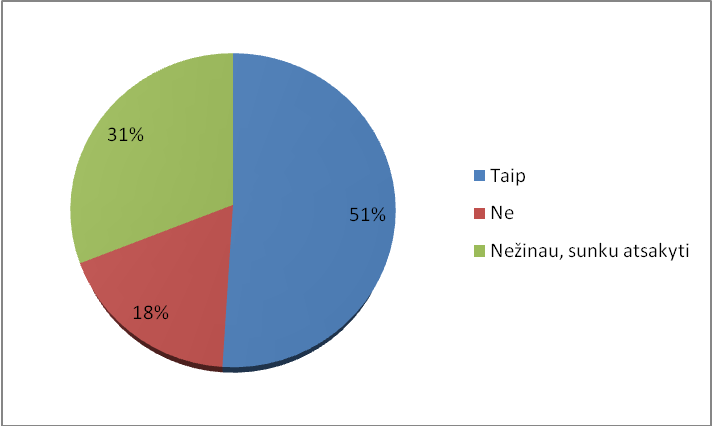 31%
51%
18%
Taip
Ne
Nežinau, sunku atsakyti